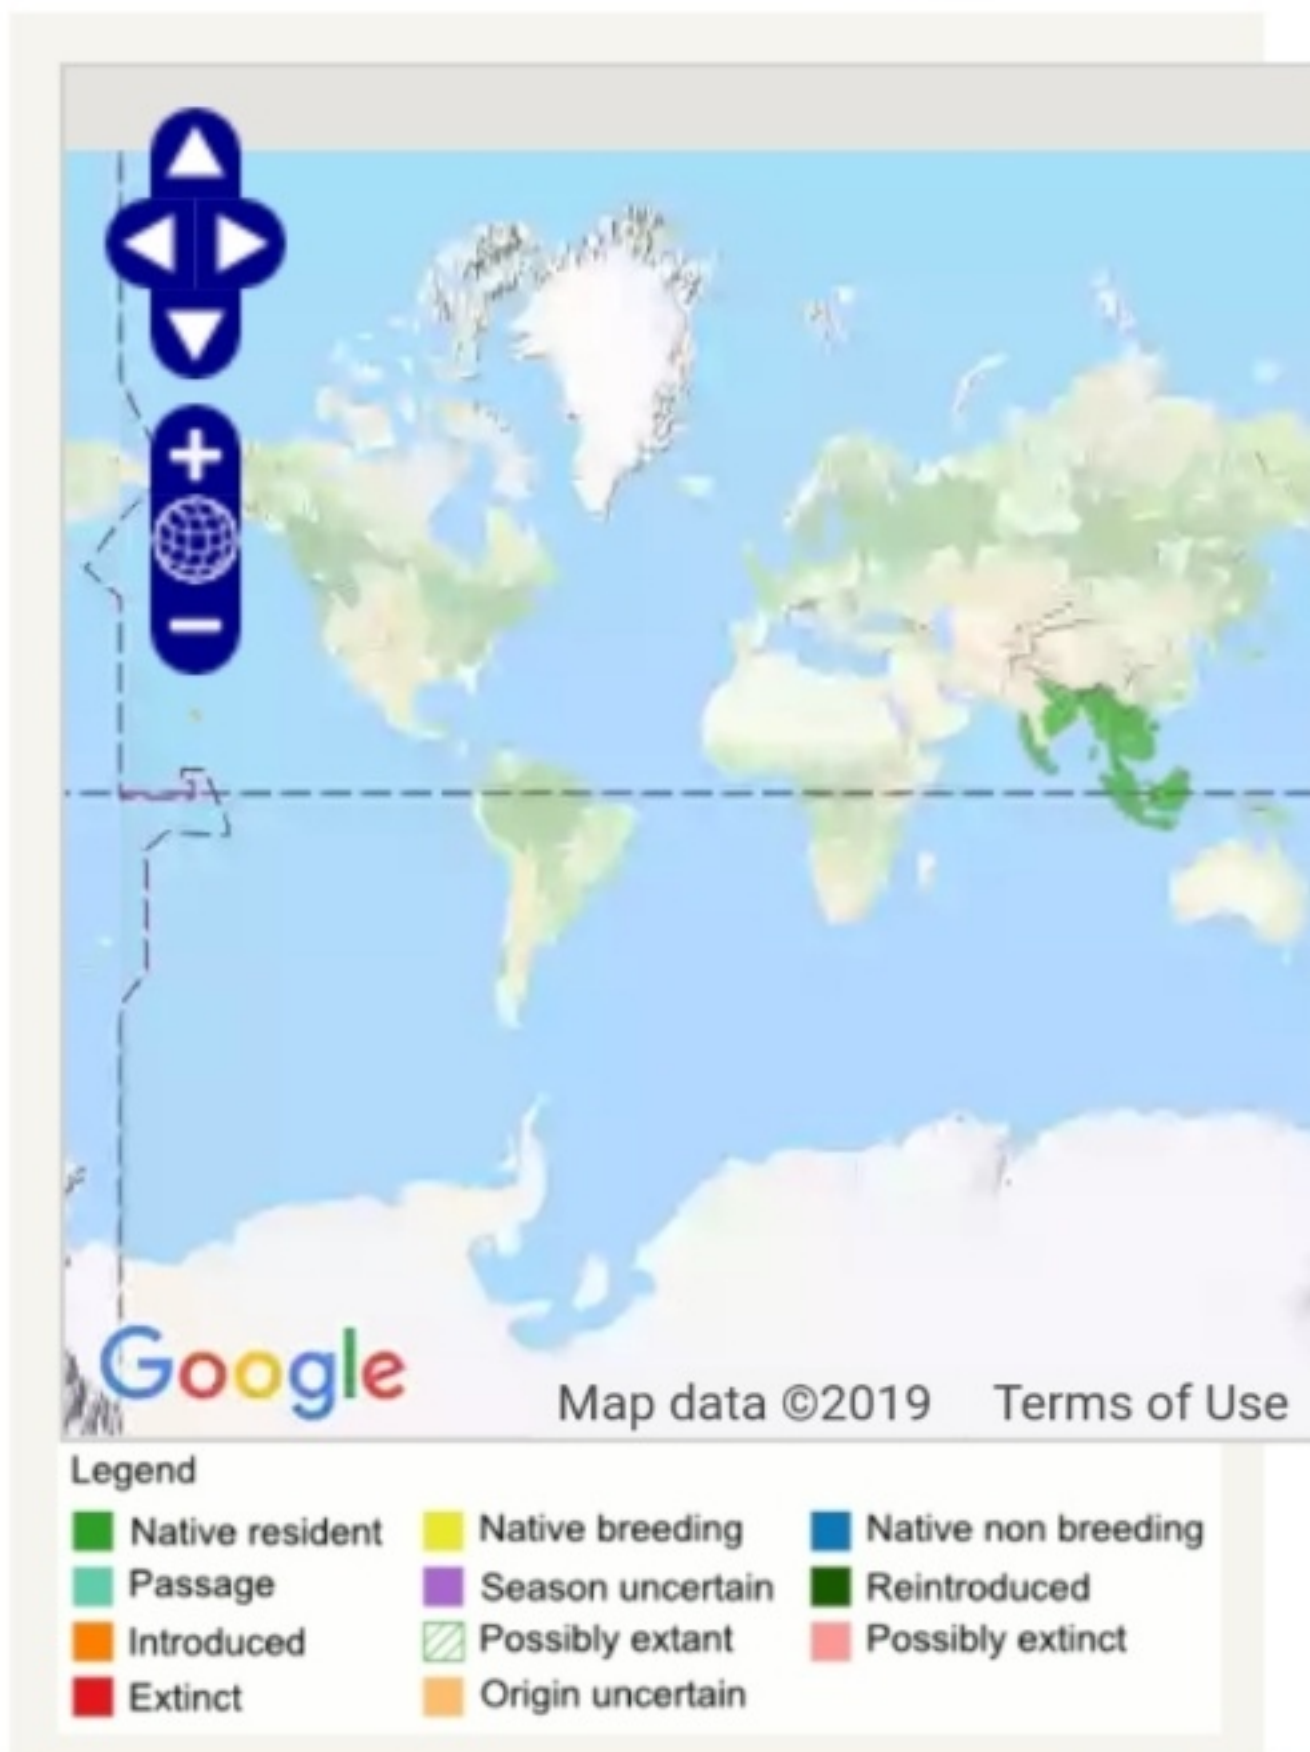 Google
Map data ©2019 Terms of Use
Legend
Native resident Native breeding Native non breeding
Passage Season uncertain Reintroduced
Introduced Possibly extant Possibly extinct
Extinct Origin uncertain